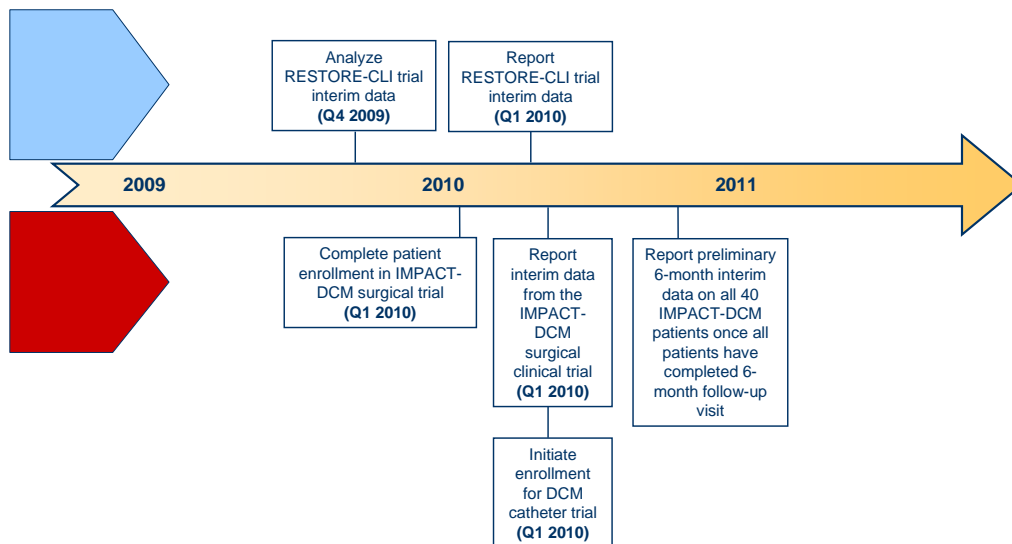 Analyze
RESTORE-CLI trial
interim data
(Q4 2009)
Report
RESTORE-CLI trial
interim data
(Q1 2010)
2009
2010
2011
Complete patient
enrollment in IMPACT-
DCM surgical trial
(Q1 2010)
Report
interim data
from the
IMPACT-
DCM
surgical
clinical trial
(Q1 2010)
Report preliminary
6-month interim
data on all 40
IMPACT-DCM
patients once all
patients have
completed 6-
month follow-up
visit
Initiate
enrollment
for DCM
catheter trial
(Q1 2010)